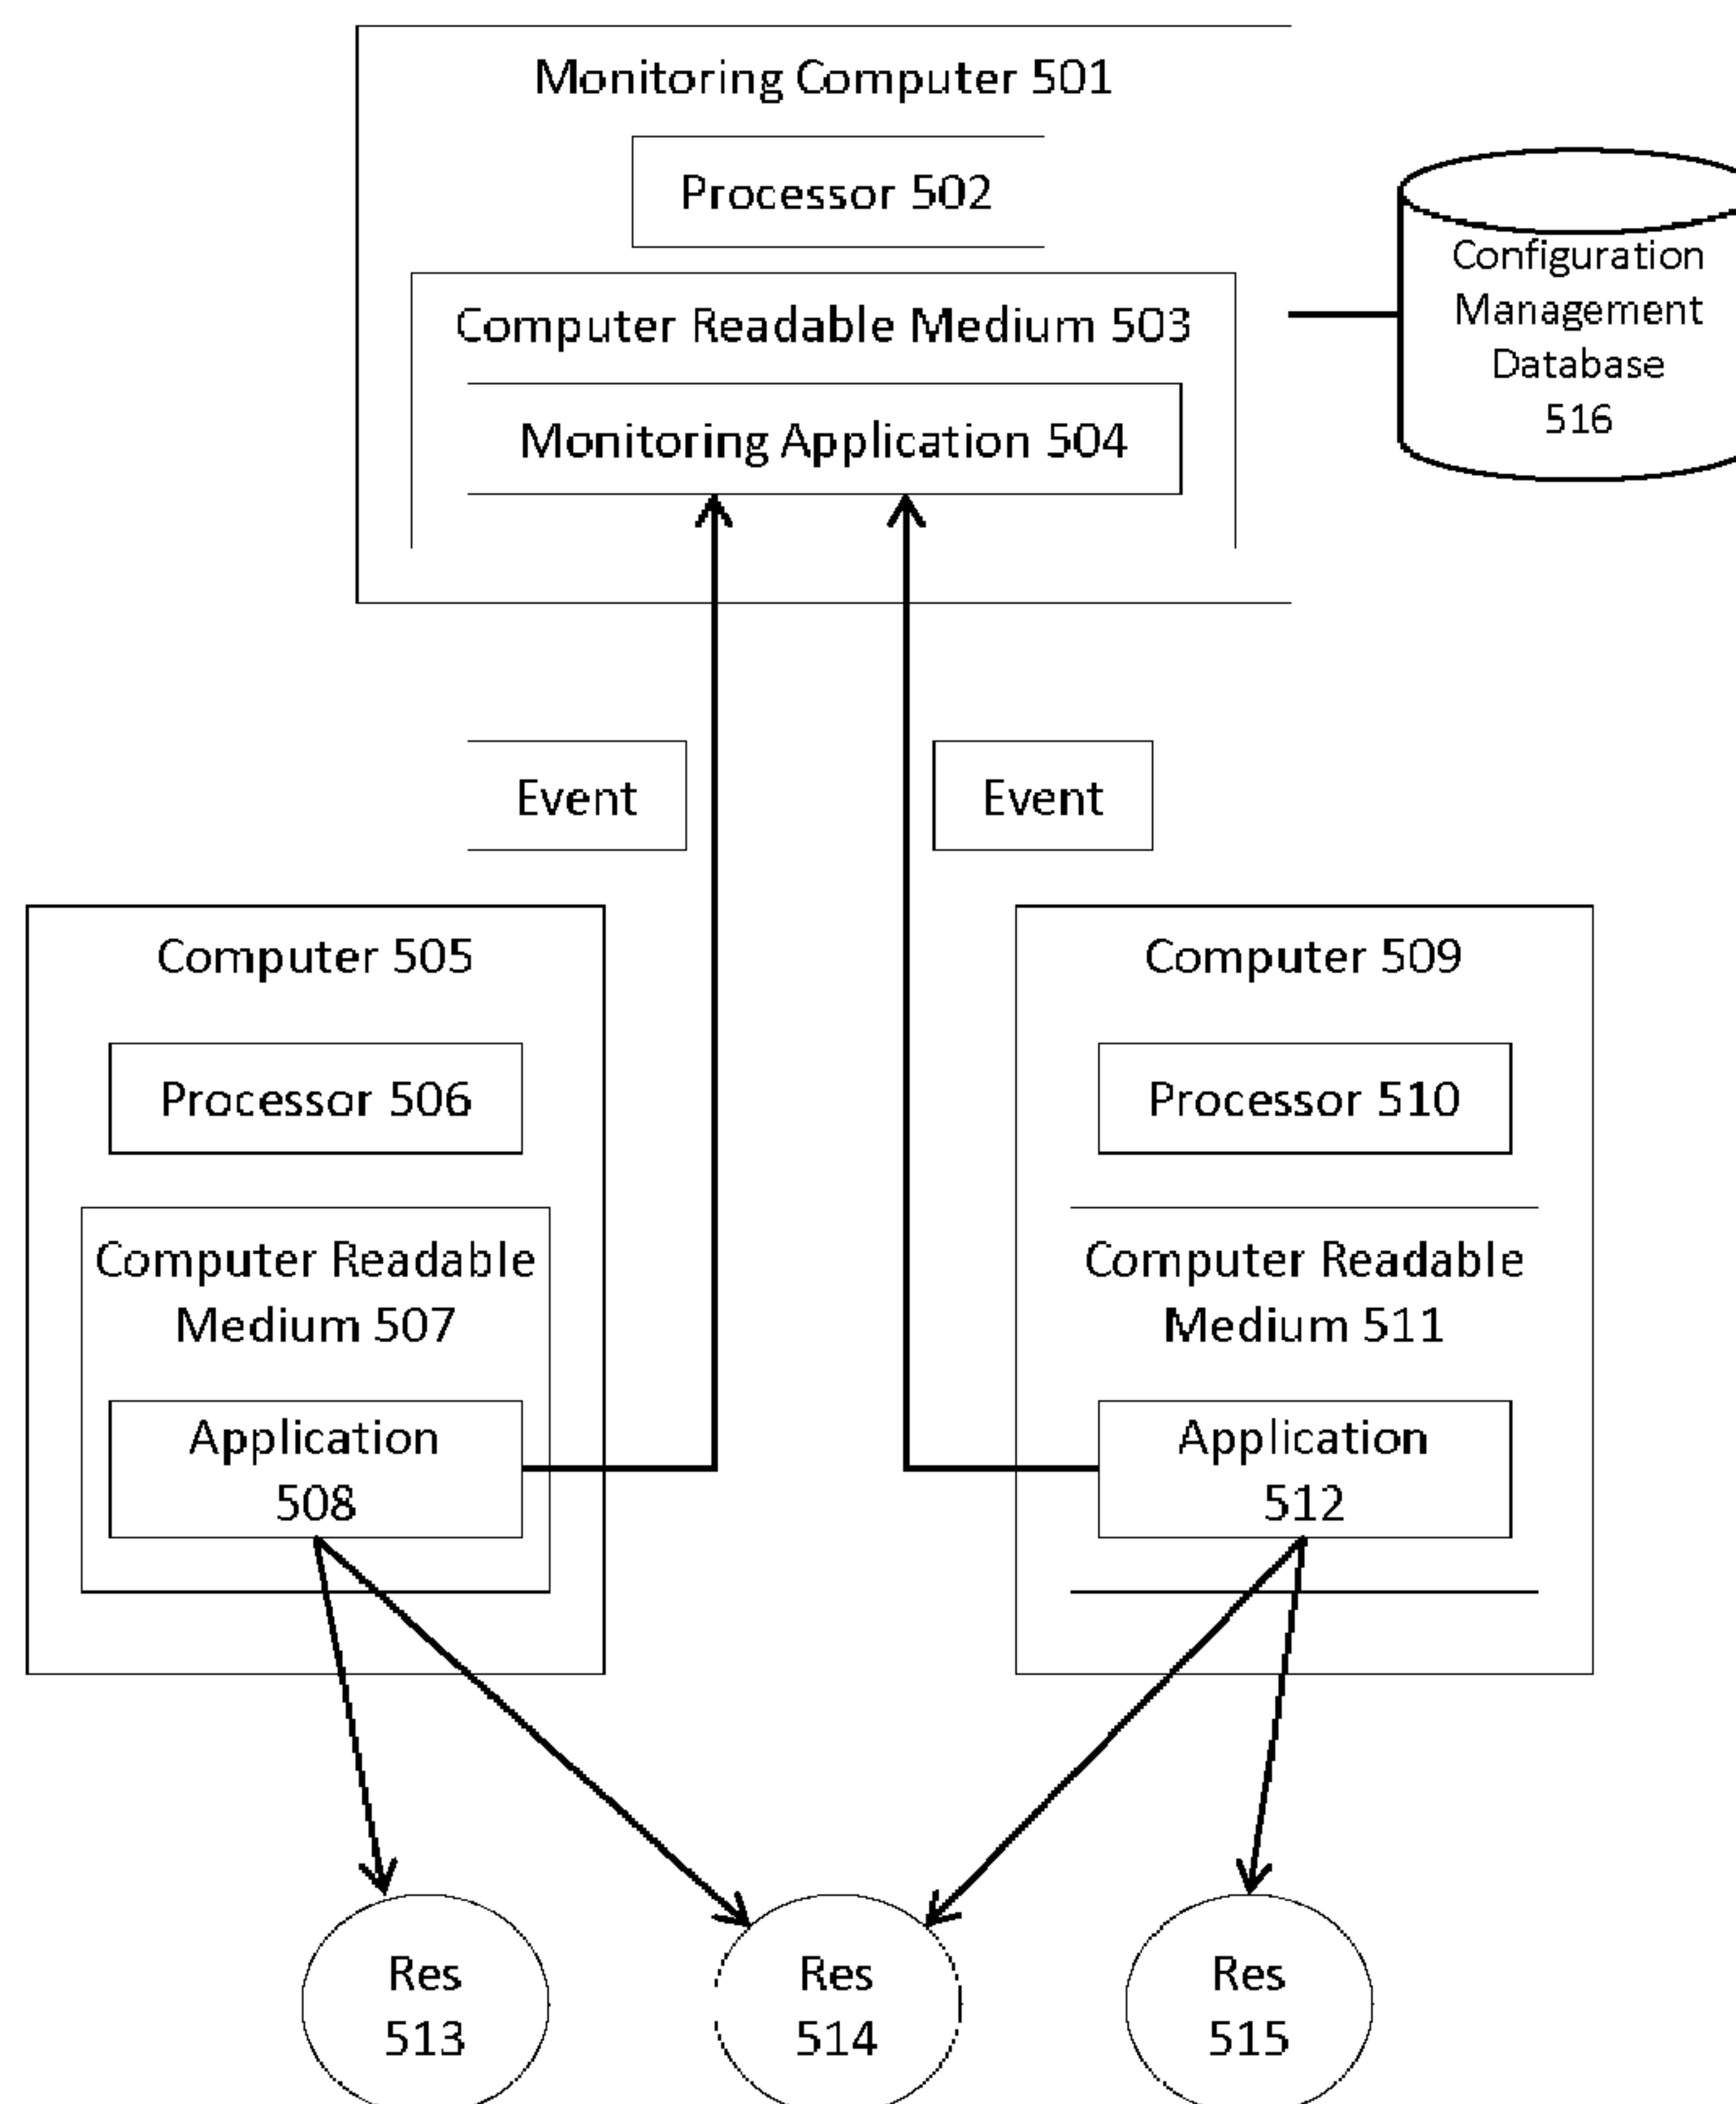 Monitoring Computer 501
Processor 502
Computer Readable Medium 503
Monitoring Application 504
Configuration
Management
Database
516
Event
Event
Computer 505
Processor 506
Computer Readable
Medium 507
Application
508
Computer 509
Processor 510
Computer Readable
Medium 511
Application
512
Res
513
Res
514
Res
515